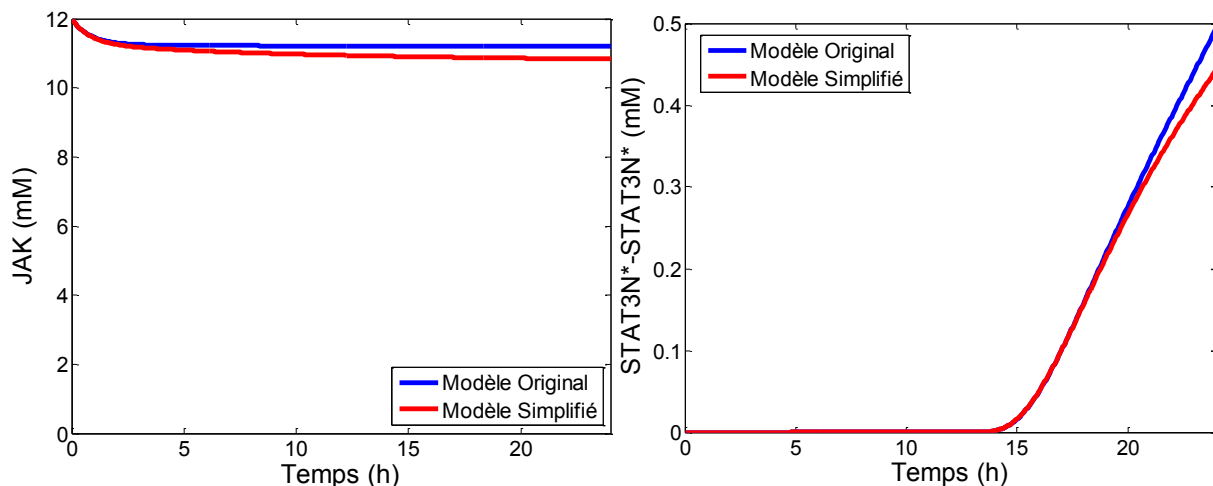 12
10
8
6
4
2
0
JAK (mM)
Modèle Original
Modèle Simplifié
0
5
10
15
20
Temps (h)
0.5
0.4
0.3
0.2
0.1
0
STAT3N*-STAT3N* (mM)
Modèle Original
Modèle Simplifié
0
5
10
15
20
Temps (h)